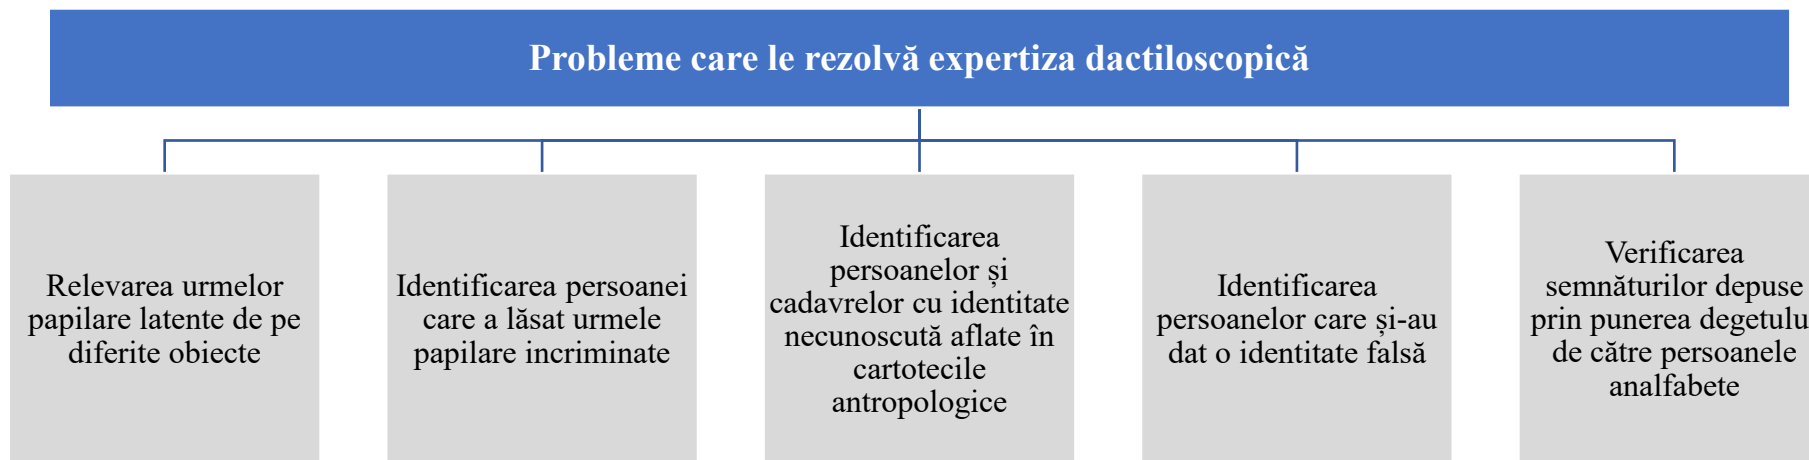 Probleme care le rezolvă expertiza dactiloscopică
Relevarea urmelor
papilare latente de pe
diferite obiecte
Identificarea persoanei
care a lăsat urmele
papilare incriminate
Identificarea
persoanelor și
cadavrelor cu identitate
necunoscută aflate în
cartotecile
antropologice
Identificarea
persoanelor care și-au
dat o identitate falsă
Verificarea
semnăturilor depuse
prin punerea degetului
de către persoanele
analfabete